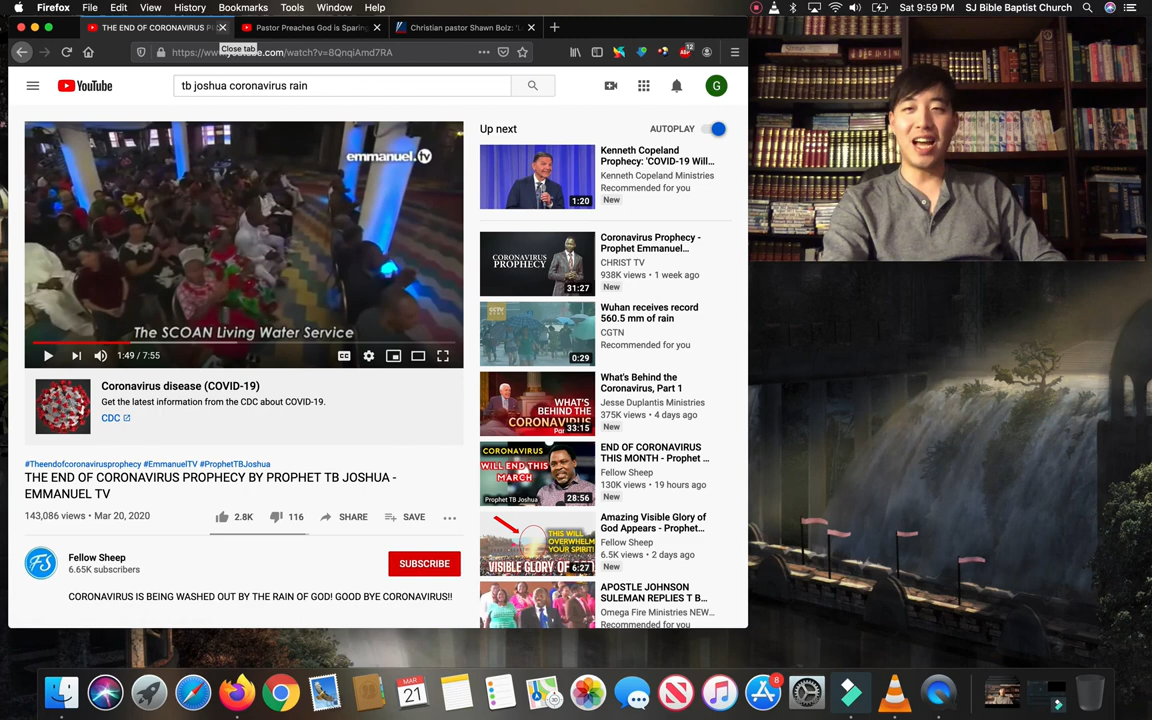 Firefox File Edit View History Bookmarks Tools Window Help
Sat 9:59 PM SJ Bible Baptist Church
THE END OF CORONAVIRUS PR
Pastor Preaches God is Sparing
Christian pastor Shawn Bolz: 'L
Close tab
youtube.com/watch?v=8QnqiAmd7RA
12
YouTube
tb joshua coronavirus rain
G
emmanuel.tv
The SCOAN Living Water Service
1:49 / 7:55
CC
Coronavirus disease (COVID-19)
Get the latest information from the CDC about COVID-19.
CDC
#Theendofcoronavirusprophecy #EmmanuelTV #ProphetTBJoshua
THE END OF CORONAVIRUS PROPHECY BY PROPHET TB JOSHUA -
EMMANUEL TV
143,086 views • Mar 20, 2020
2.8K 116 SHARE SAVE
FS
Fellow Sheep
6.65K subscribers
SUBSCRIBE
CORONAVIRUS IS BEING WASHED OUT BY THE RAIN OF GOD! GOOD BYE CORONAVIRUS!!
Up next
AUTOPLAY
1:20
Kenneth Copeland
Prophecy: 'COVID-19 Will...
Kenneth Copeland Ministries
Recommended for you
New
CORONAVIRUS
PROPHECY
31:27
Coronavirus Prophecy -
Prophet Emmanuel...
CHRIST TV
938K views • 1 week ago
New
CGTN
0:29
Wuhan receives record
560.5 mm of rain
CGTN
Recommended for you
WHAT'S
BEHIND THE
CORONAVIRUS
33:15
What's Behind the
Coronavirus, Part 1
Jesse Duplantis Ministries
375K views • 4 days ago
New
CORONAVIRUS
WILL END THIS
MARCH
Prophet TB Joshua
28:56
END OF CORONAVIRUS
THIS MONTH - Prophet ...
Fellow Sheep
130K views • 19 hours ago
New
THIS WILL
OVERWHELM
YOUR SPIRIT!
VISIBLE GLORY OF
6:27
Amazing Visible Glory of
God Appears - Prophet...
Fellow Sheep
6.5K views • 2 days ago
New
APOSTLE JOHNSON
SULEMAN REPLIES T B...
Omega Fire Ministries NEW...
Recommended for you
MAR
21
8